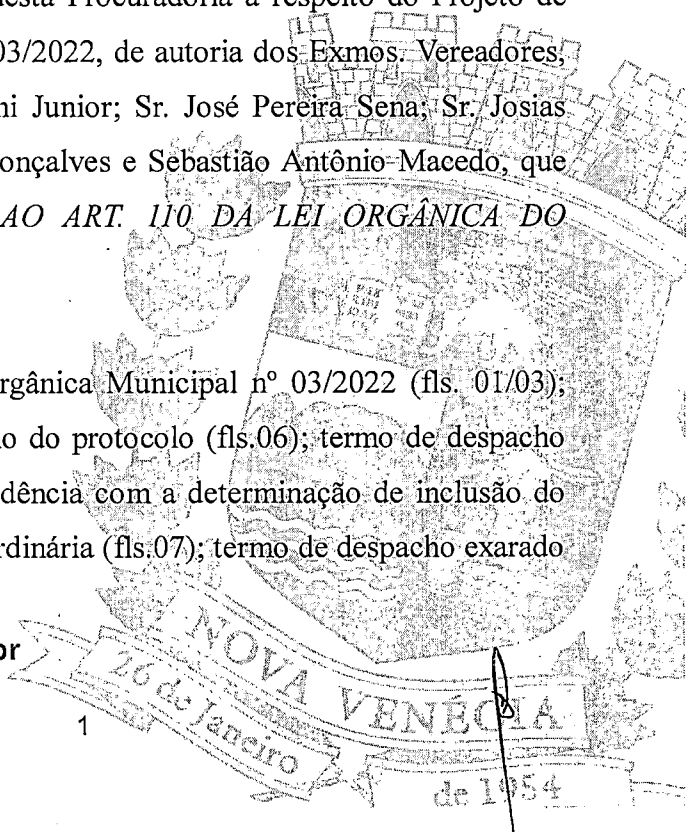 nesta Procuradoria a respeito do Projeto de
03/2022, de autoria dos Exmos. Vereadores,
ni Junior; Sr. José Pereira Sena; Sr. Josias
onçalves e Sebastião Antônio Macedo, que
AO ART. 110 DA LEI ORGÂNICA DO
rgânica Municipal nº 03/2022 (fls. 01/03);
no do protocolo (fls.06); termo de despacho
dência com a determinação de inclusão do
rdinária (fls.07); termo de despacho exarado
or
1
NOVA VENÉCIA
26 de Janeiro
de 1954